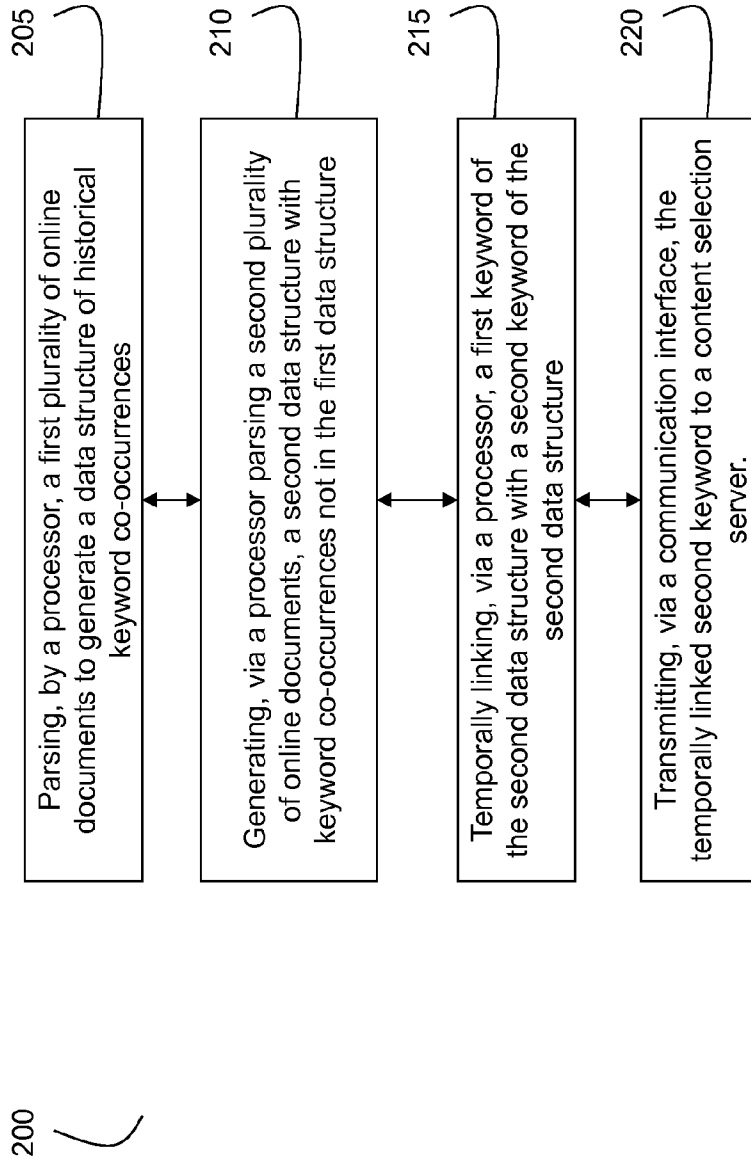 200
205
Parsing, by a processor, a first plurality of online
documents to generate a data structure of historical
keyword co-occurrences
210
Generating, via a processor parsing a second plurality
of online documents, a second data structure with
keyword co-occurrences not in the first data structure
215
Temporally linking, via a processor, a first keyword of
the second data structure with a second keyword of the
second data structure
220
Transmitting, via a communication interface, the
temporally linked second keyword to a content selection
server.